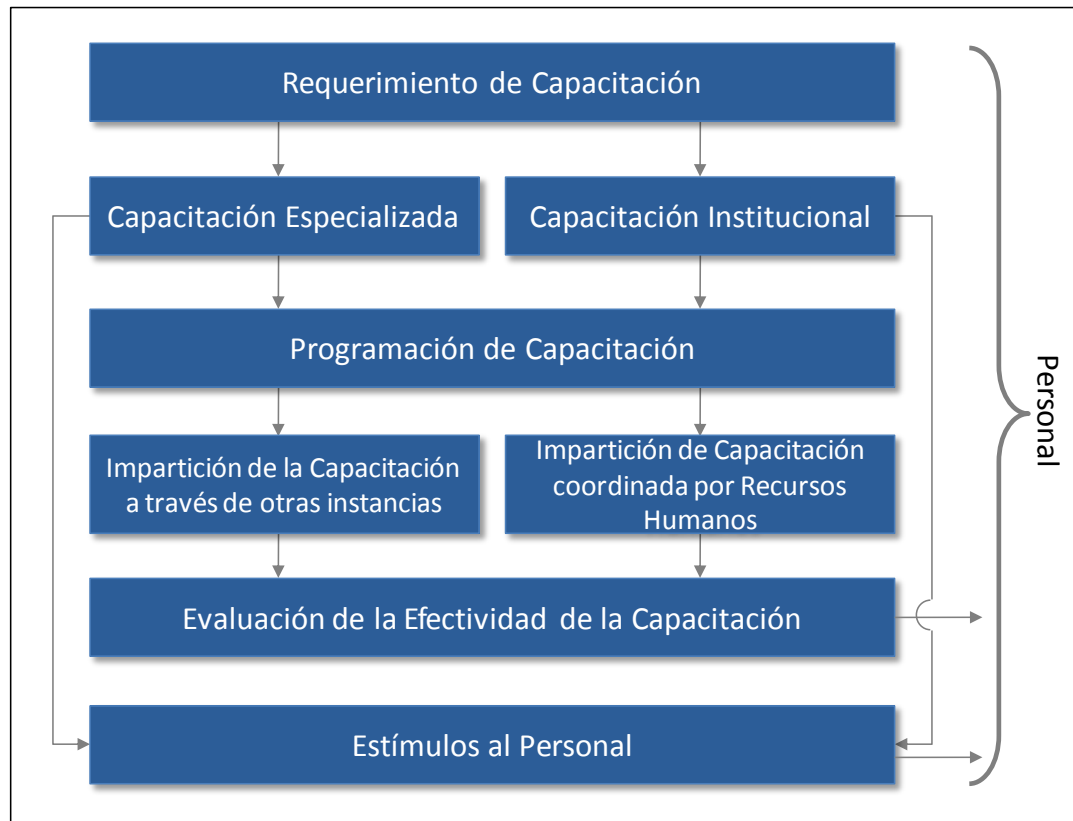 Requerimiento de Capacitación
Capacitación Especializada
Capacitación Institucional
Programación de Capacitación
Impartición de la Capacitación
a través de otras instancias
Impartición de Capacitación
coordinada por Recursos
Humanos
Evaluación de la Efectividad de la Capacitación
Estímulos al Personal
Personal